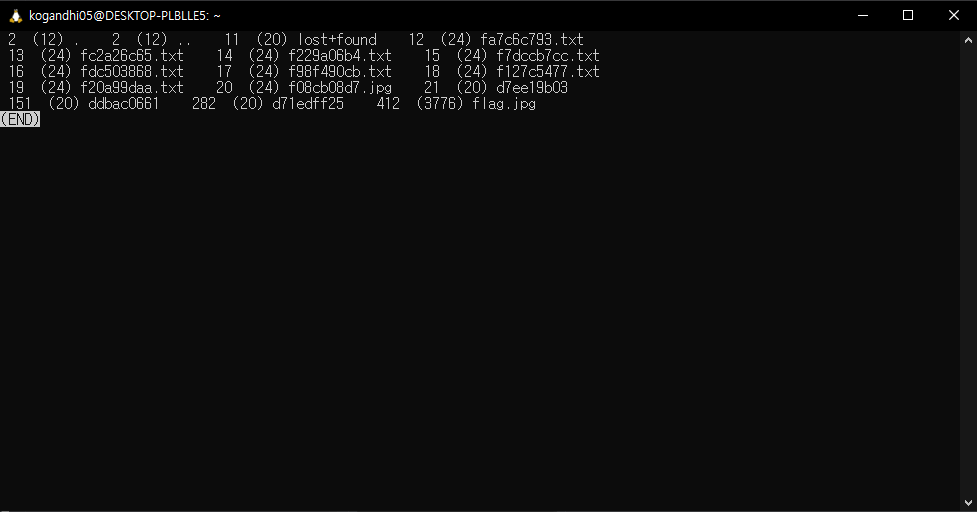 kogandhi05@DESKTOP-PLBLLE5: ~
2 (12) . 2 (12) .. 11 (20) lost+found 12 (24) fa7c6c793.txt
13 (24) fc2a26c65.txt 14 (24) f229a06b4.txt 15 (24) f7dccb7cc.txt
16 (24) fdc503868.txt 17 (24) f98f490cb.txt 18 (24) f127c5477.txt
19 (24) f20a99daa.txt 20 (24) f08cb08d7.jpg 21 (20) d7ee19b03
151 (20) ddbac0661 282 (20) d71edff25 412 (3776) flag.jpg
(END)